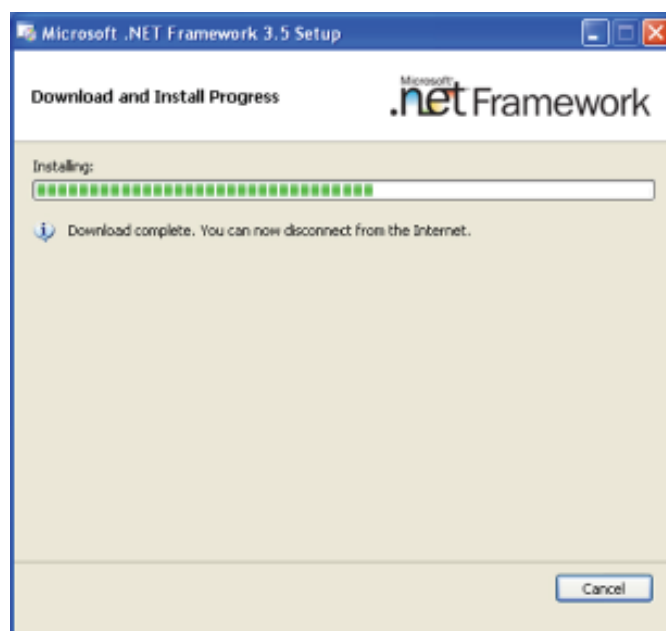 Microsoft .NET Framework 3.5 Setup
Download and Install Progress
Microsoft
.net Framework
Installing:
Download complete. You can now disconnect from the Internet.
Cancel